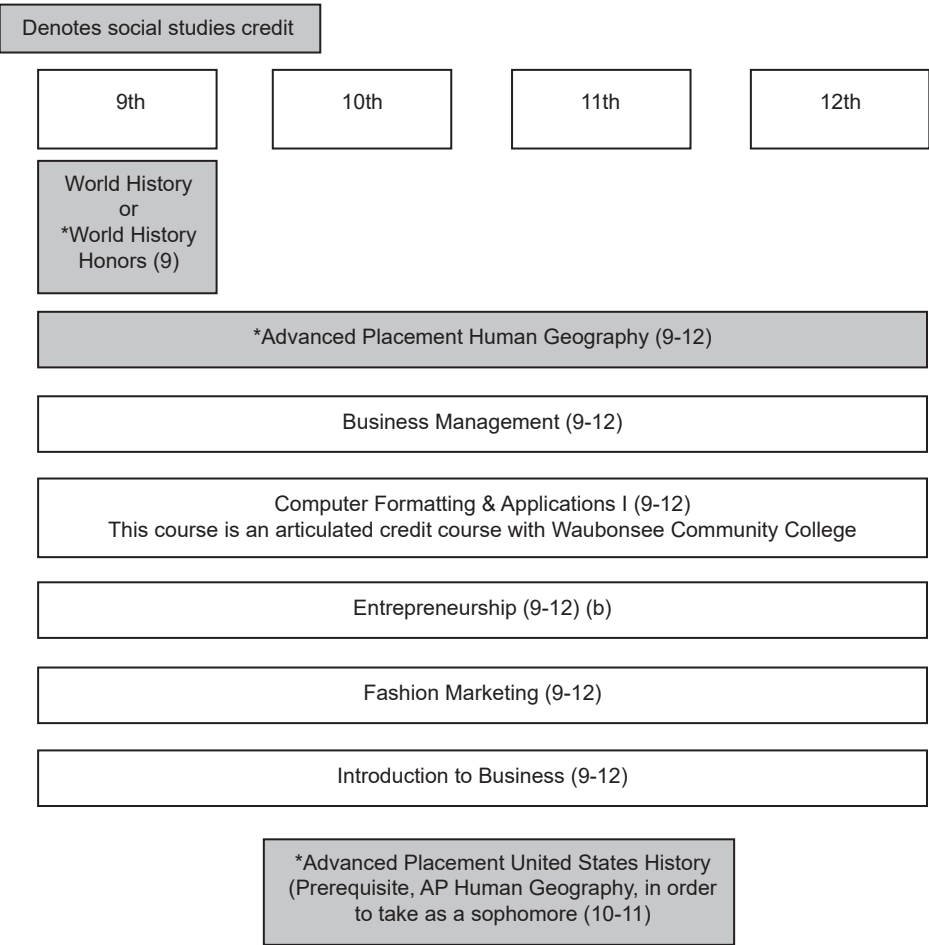 Denotes social studies credit
9th
10th
11th
12th
World History
or
*World History
Honors (9)
*Advanced Placement Human Geography (9-12)
Business Management (9-12)
Computer Formatting & Applications I (9-12)
This course is an articulated credit course with Waubonsee Community College
Entrepreneurship (9-12) (b)
Fashion Marketing (9-12)
Introduction to Business (9-12)
*Advanced Placement United States History
(Prerequisite, AP Human Geography, in order
to take as a sophomore (10-11)